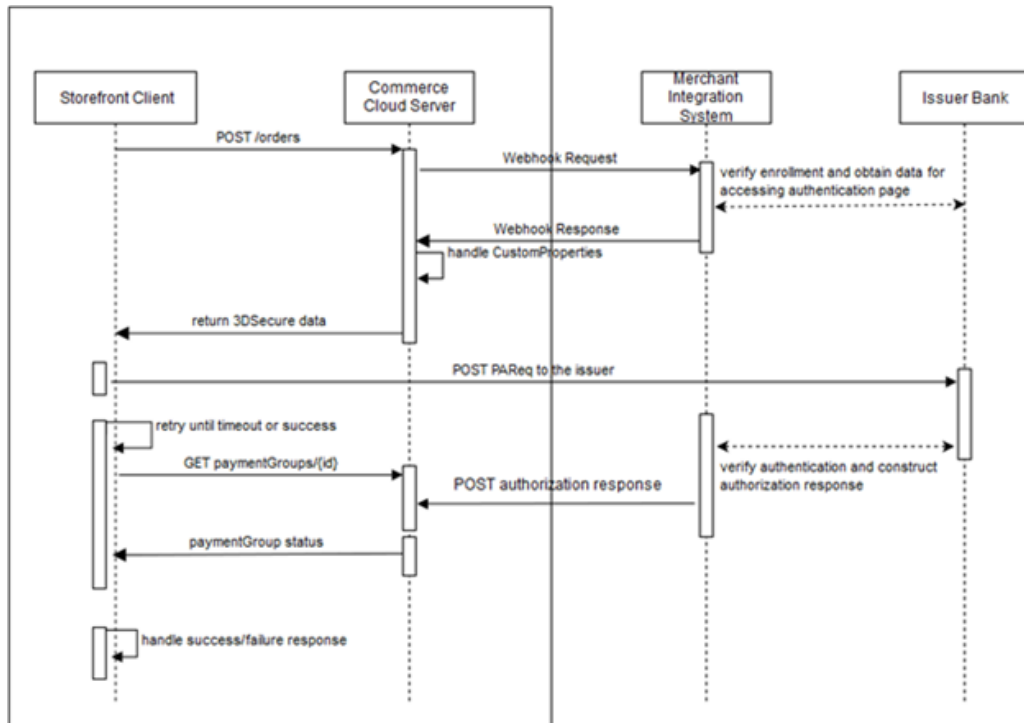 Storefront Client
Commerce
Cloud Server
Merchant
Integration
System
Issuer Bank
POST /orders
Webhook Request
verify enrollment and obtain data for
accessing authentication page
Webhook Response
handle CustomProperties
return 3DSecure data
POST PAReq to the issuer
retry until timeout or success
GET paymentGroups/{id}
POST authorization response
verify authentication and construct
authorization response
paymentGroup status
handle success/failure response